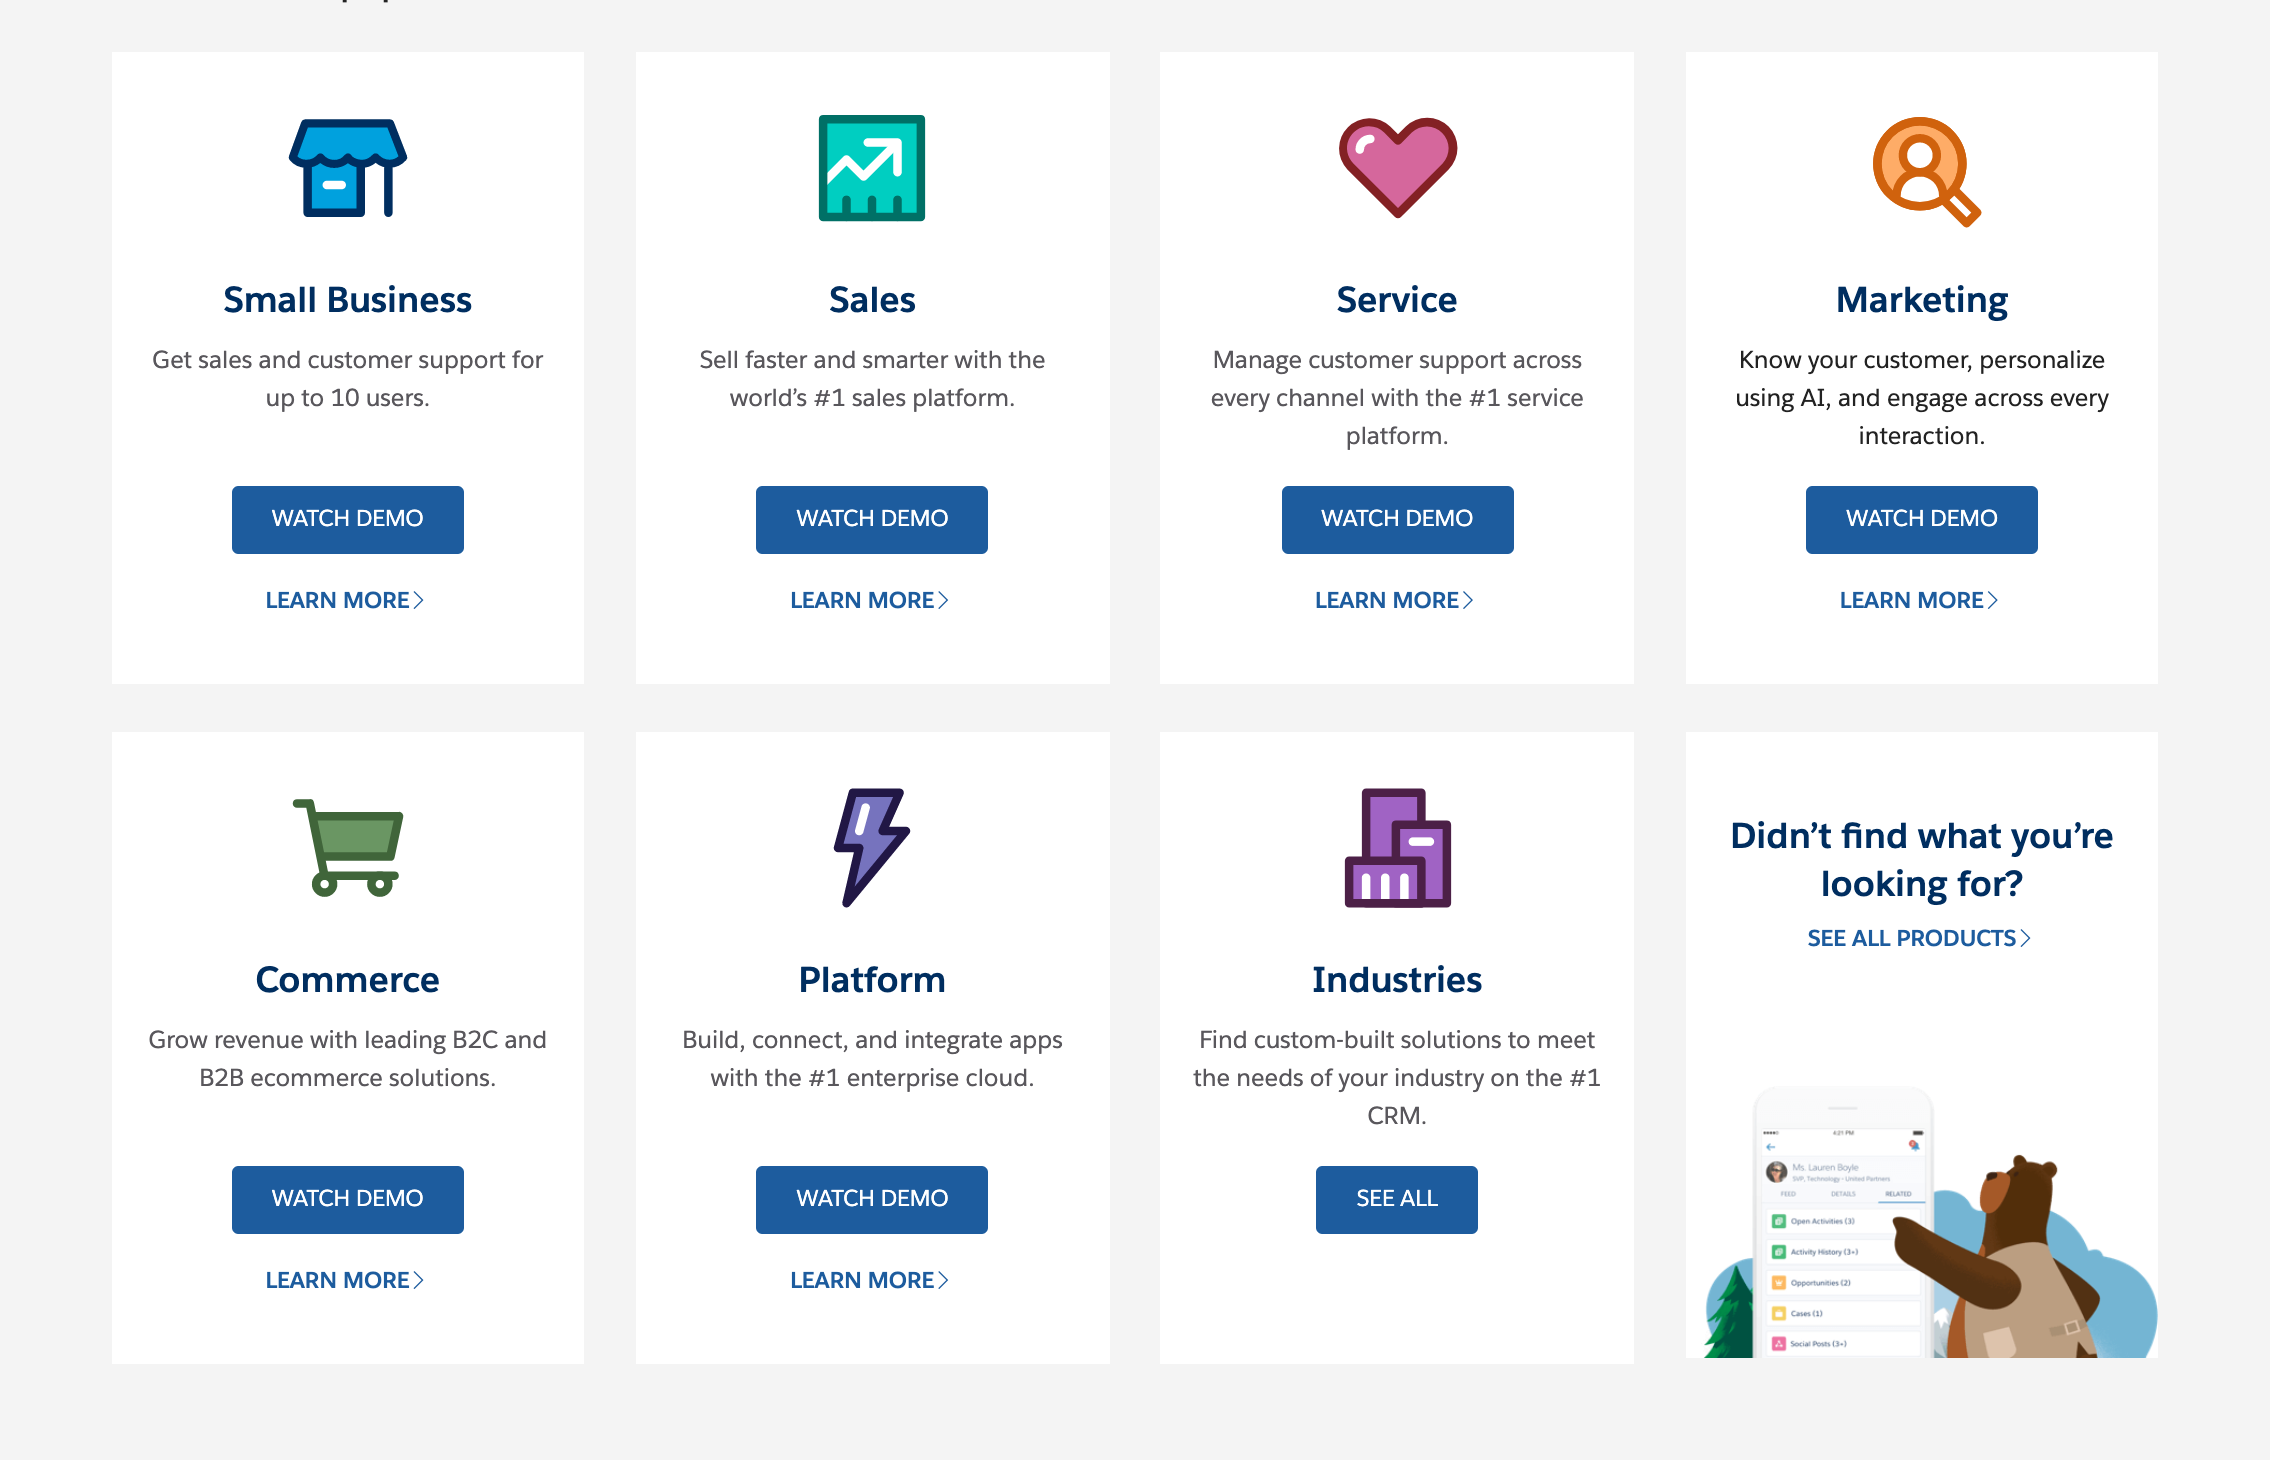 Small Business
Get sales and customer support for
up to 10 users.
WATCH DEMO
LEARN MORE
Sales
Sell faster and smarter with the
world’s #1 sales platform.
WATCH DEMO
LEARN MORE
Service
Manage customer support across
every channel with the #1 service
platform.
WATCH DEMO
LEARN MORE
Marketing
Know your customer, personalize
using AI, and engage across every
interaction.
WATCH DEMO
LEARN MORE
Commerce
Grow revenue with leading B2C and
B2B ecommerce solutions.
WATCH DEMO
LEARN MORE
Platform
Build, connect, and integrate apps
with the #1 enterprise cloud.
WATCH DEMO
LEARN MORE
Industries
Find custom-built solutions to meet
the needs of your industry on the #1
CRM.
SEE ALL
Didn’t find what you’re
looking for?
SEE ALL PRODUCTS
4:21 PM
Ms. Lauren Boyle
SVP, Technology • United Partners
FEED DETAILS RELATED
Open Activities (3)
Activity History (3+)
Opportunities (2)
Cases (1)
Social Posts (3+)